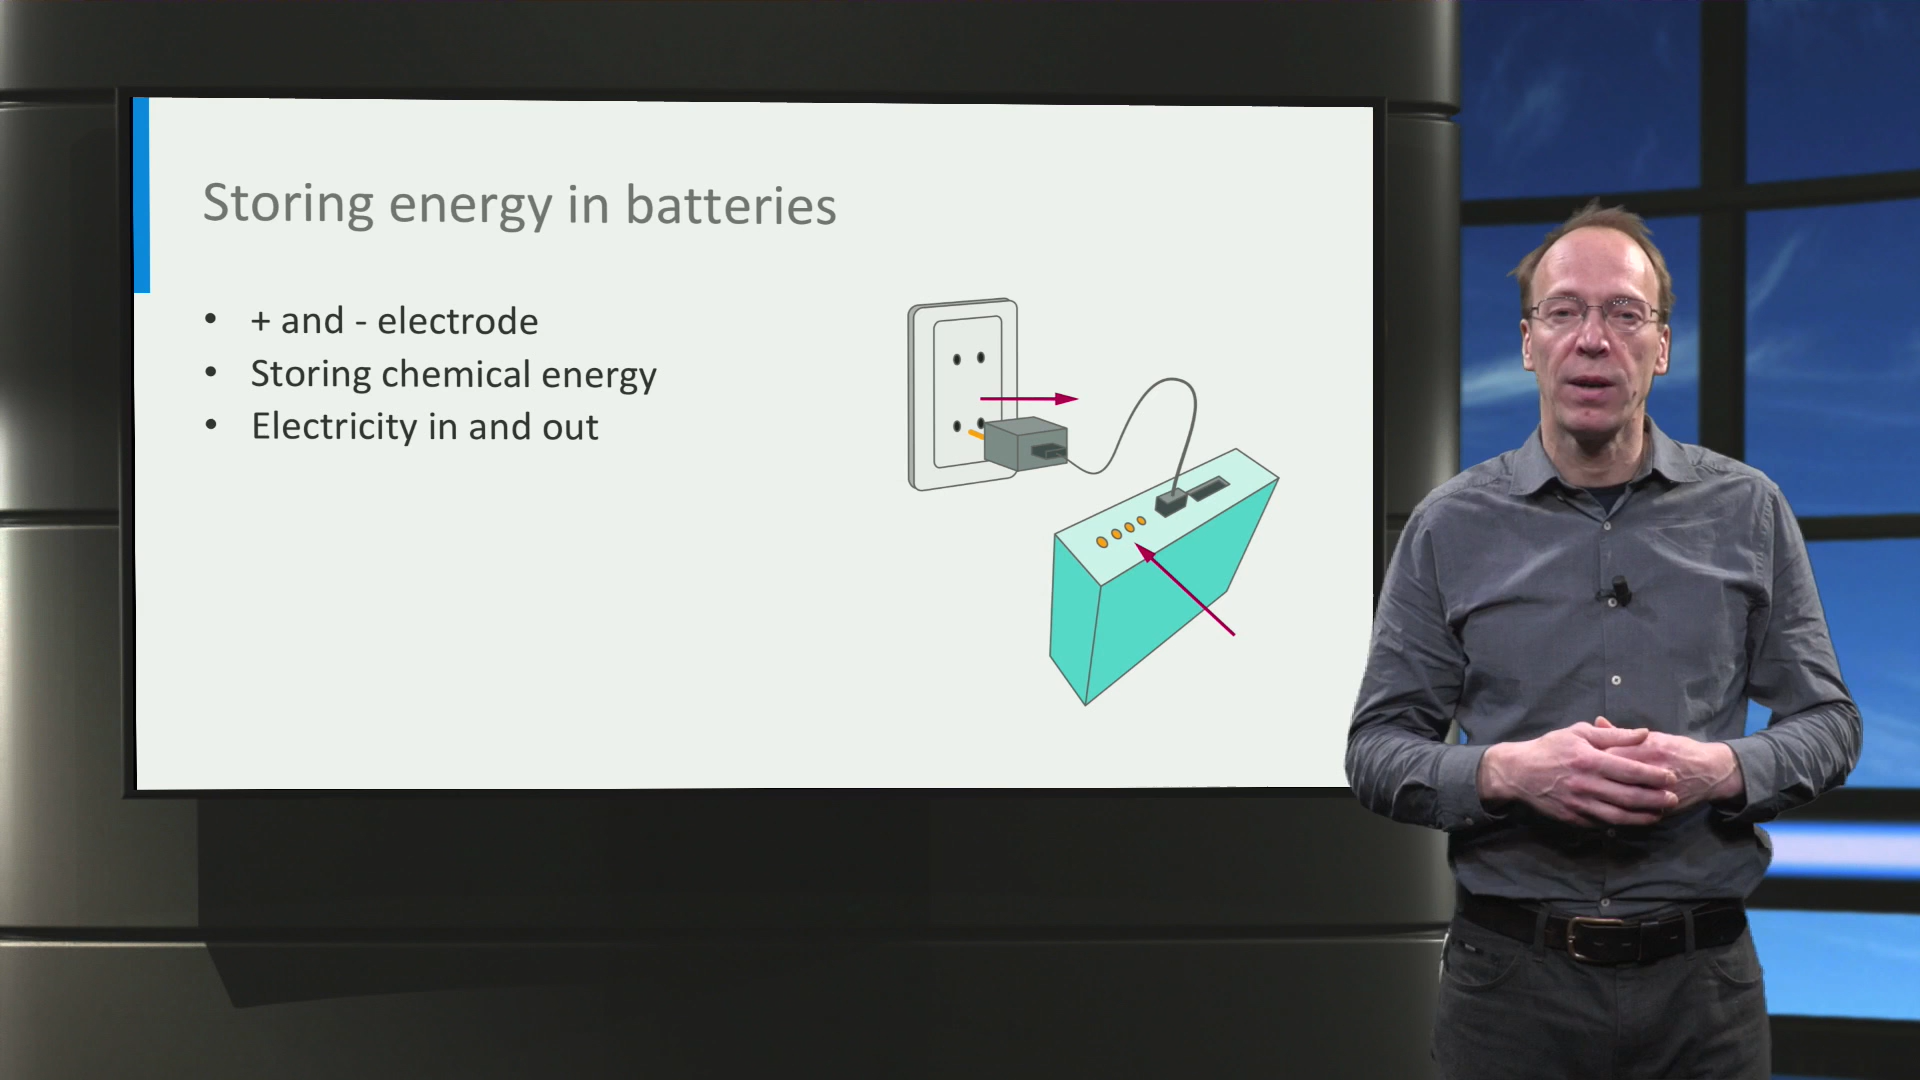 Storing energy in batteries
• + and - electrode
• Storing chemical energy
• Electricity in and out